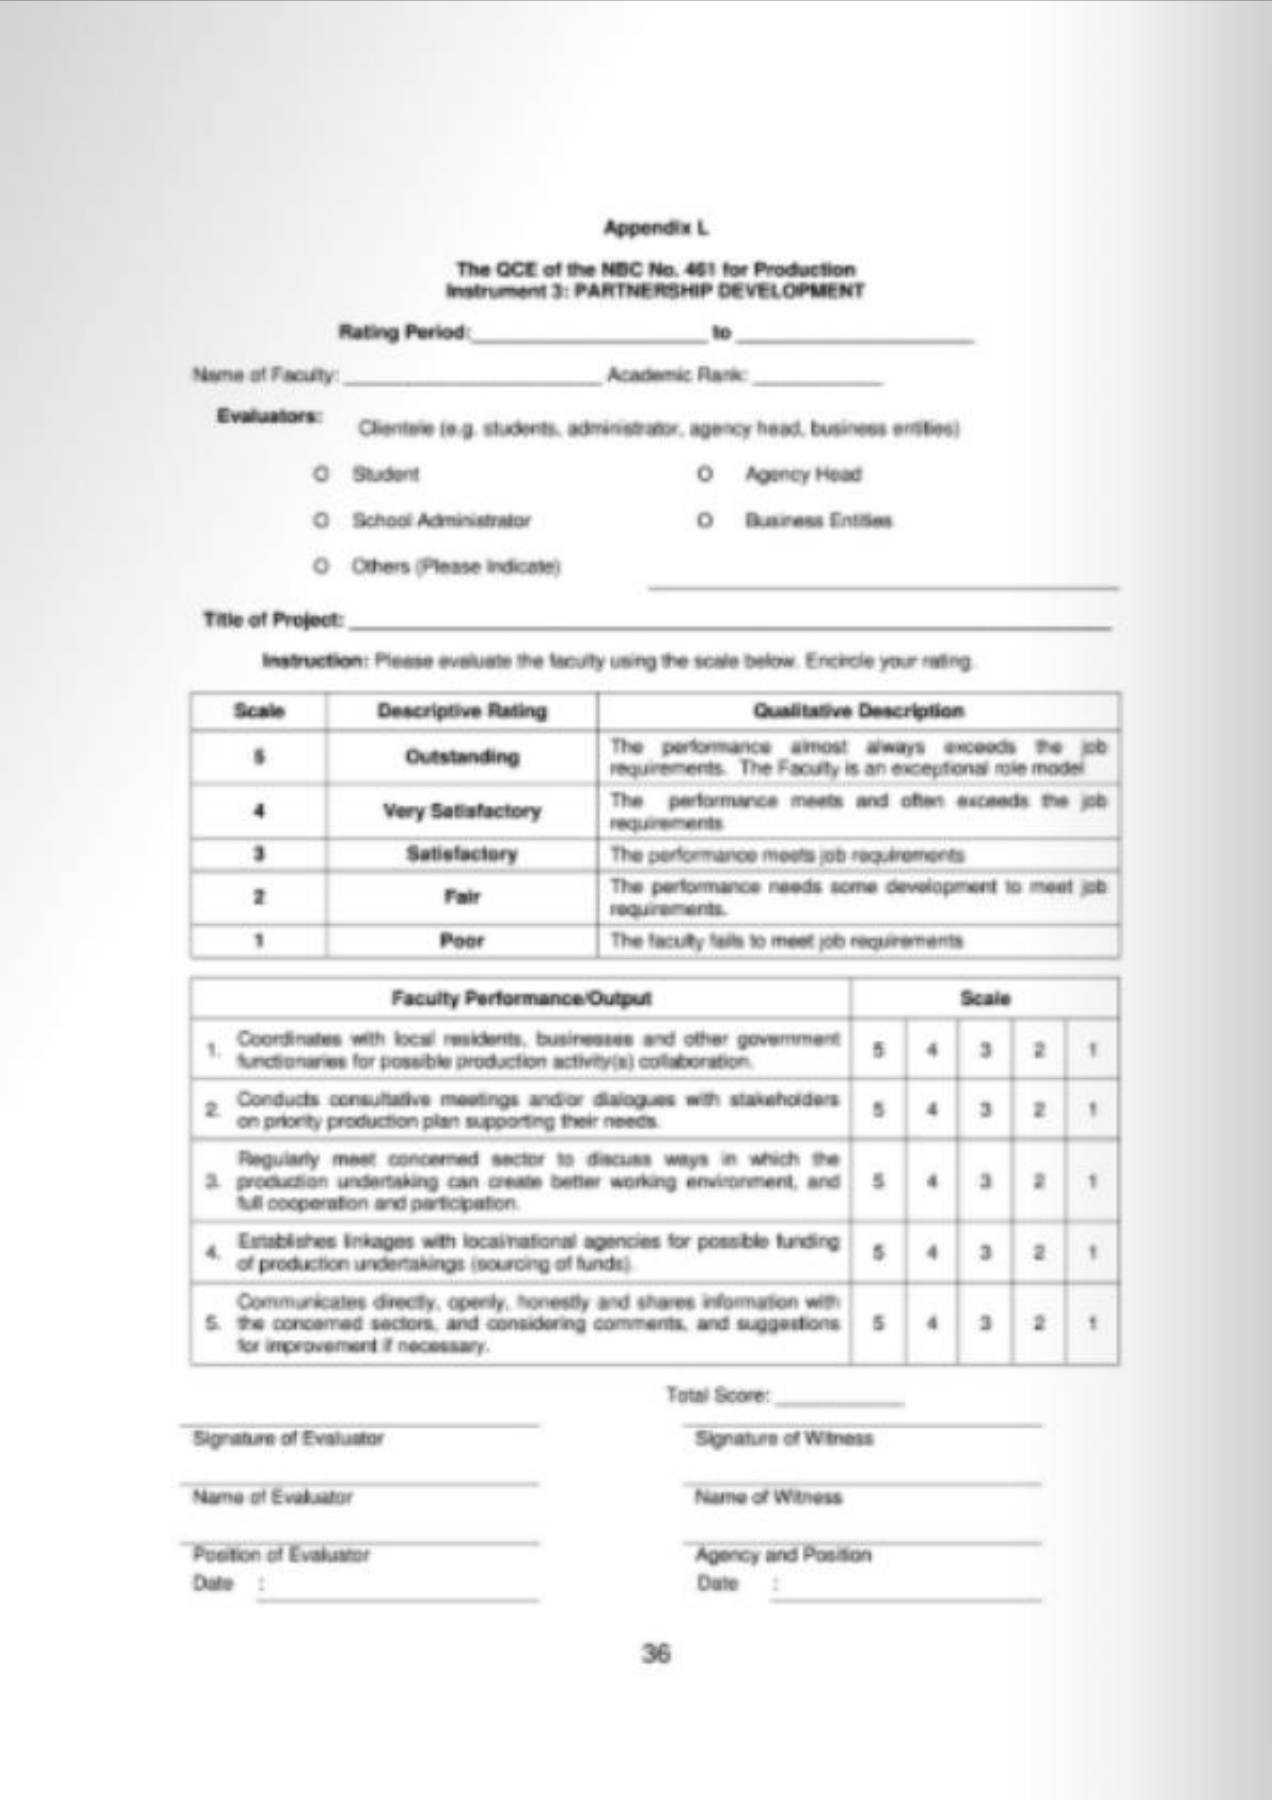 Appendix L
The QCE of the NBC No. 461 for Production
Instrument 3: PARTNERSHIP DEVELOPMENT
Rating Period:____________________ to ____________________
Name of Faculty: ____________________ Academic Rank: __________
Evaluators:
Clientele (e.g. students, administrator, agency head, business entities)
O Student O Agency Head
O School Administrator O Business Entities
O Others (Please Indicate) ____________________
Title of Project: ____________________
Instruction: Please evaluate the faculty using the scale below. Encircle your rating.
Scale Descriptive Rating Qualitative Description
5 Outstanding The performance almost always exceeds the job
requirements. The Faculty is an exceptional role model
4 Very Satisfactory The performance meets and often exceeds the job
requirements
3 Satisfactory The performance meets job requirements
2 Fair The performance needs some development to meet job
requirements.
1 Poor The faculty fails to meet job requirements
Faculty Performance/Output Scale
1. Coordinates with local residents, businesses and other government
functionaries for possible production activity(s) collaboration. 5 4 3 2 1
2. Conducts consultative meetings and/or dialogues with stakeholders
on priority production plan supporting their needs. 5 4 3 2 1
Regularly meet concerned sector to discuss ways in which the
3. production undertaking can create better working environment, and 5 4 3 2 1
full cooperation and participation.
4. Establishes linkages with local/national agencies for possible funding
of production undertakings (sourcing of funds). 5 4 3 2 1
Communicates directly, openly, honestly and shares information with
5. the concerned sectors, and considering comments, and suggestions 5 4 3 2 1
for improvement if necessary.
Total Score: __________
Signature of Evaluator Signature of Witness
Name of Evaluator Name of Witness
Position of Evaluator Agency and Position
Date : Date :
36